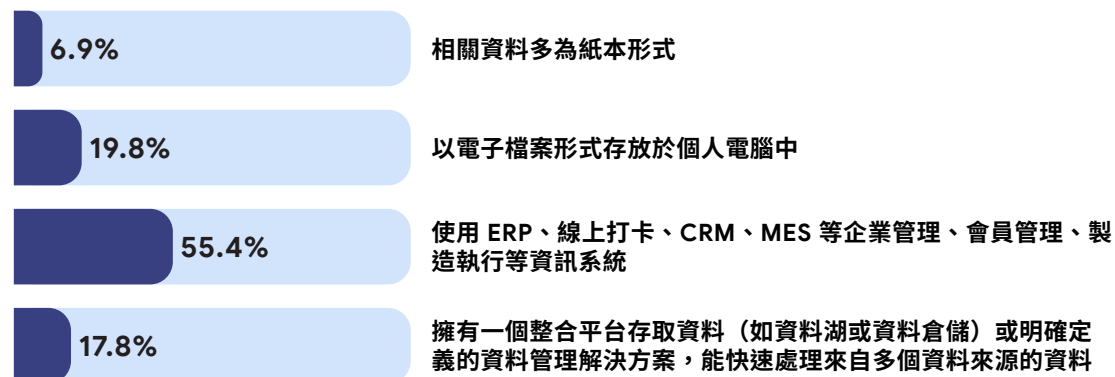 6.9%
相關資料多為紙本形式
19.8%
以電子檔案形式存放於個人電腦中
55.4%
使用 ERP、線上打卡、CRM、MES 等企業管理、會員管理、製
造執行等資訊系統
17.8%
擁有一個整合平台存取資料（如資料湖或資料倉儲）或明確定
義的資料管理解決方案，能快速處理來自多個資料來源的資料